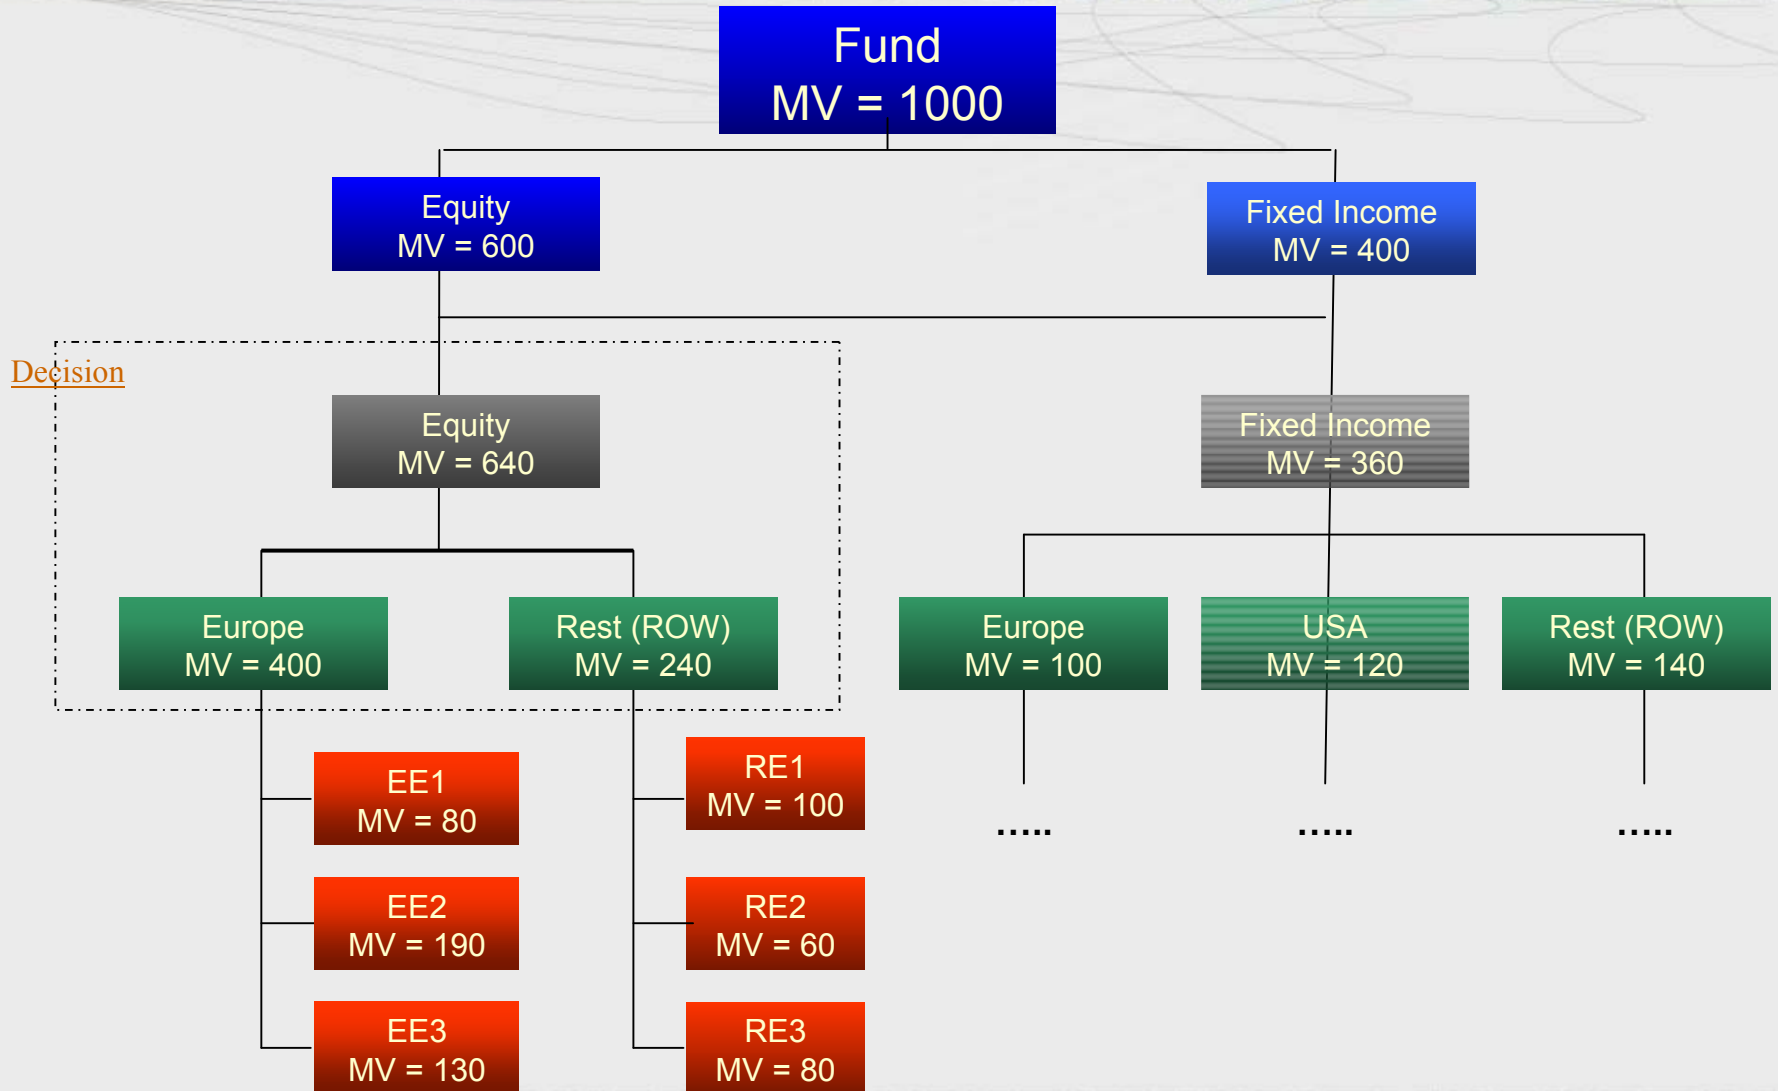 Fund
MV = 1000
Equity
MV = 600
Fixed Income
MV = 400
Decision
Equity
MV = 640
Fixed Income
MV = 360
Europe
MV = 400
Rest (ROW)
MV = 240
Europe
MV = 100
USA
MV = 120
Rest (ROW)
MV = 140
EE1
MV = 80
EE2
MV = 190
EE3
MV = 130
RE1
MV = 100
RE2
MV = 60
RE3
MV = 80
…..
…..
…..